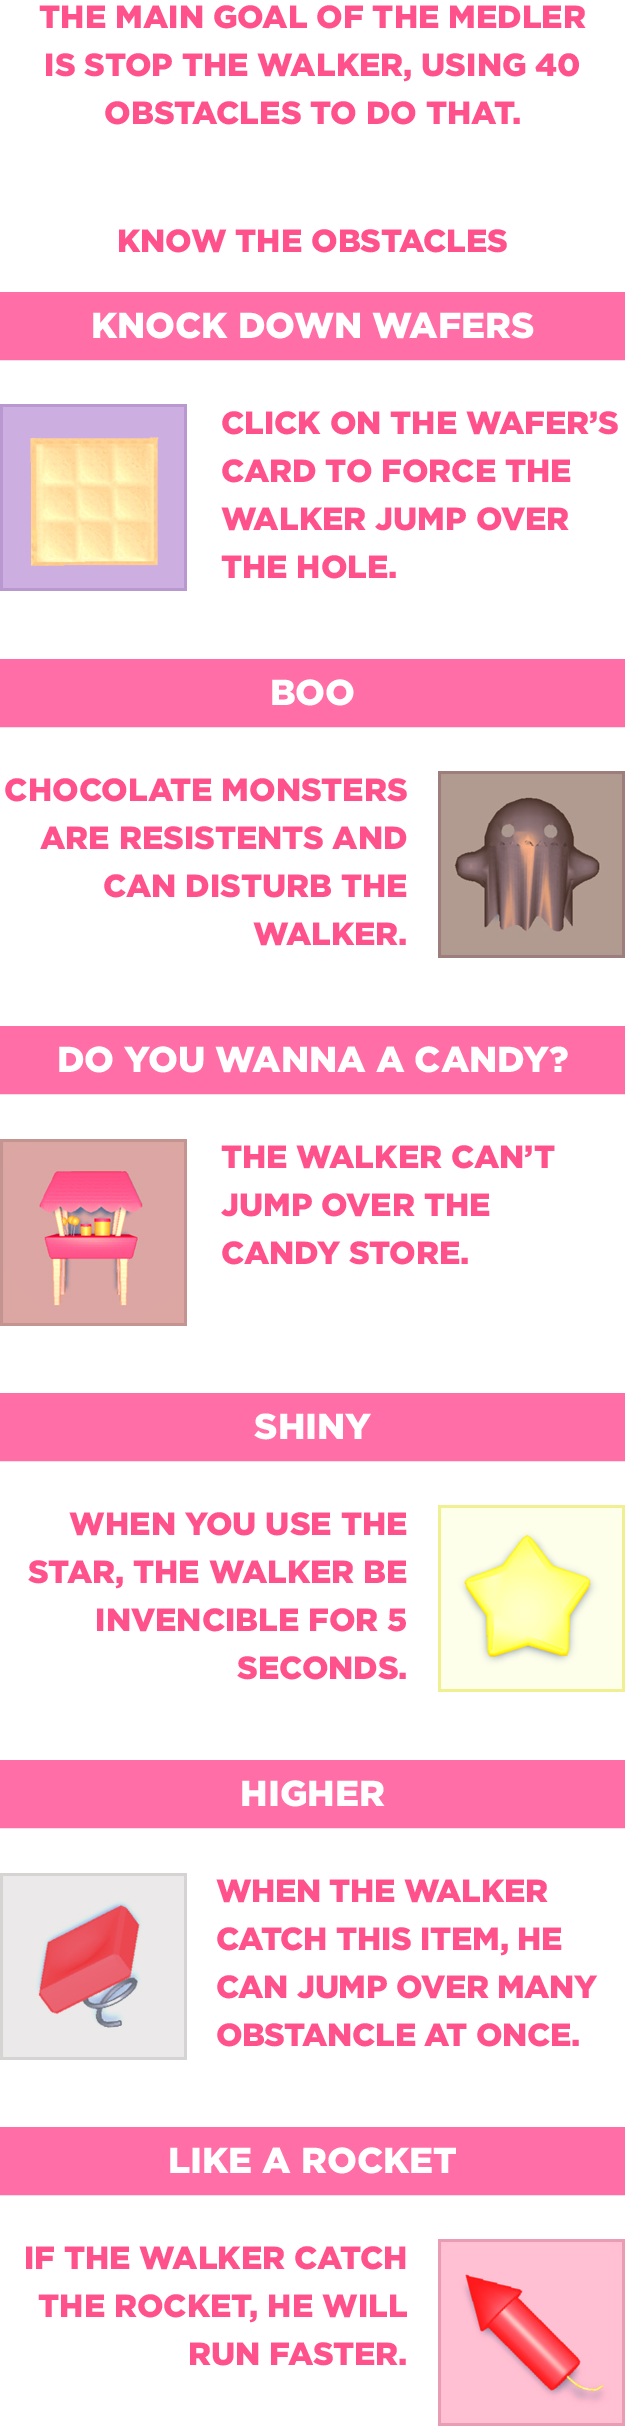 THE MAIN GOAL OF THE MEDLER
IS STOP THE WALKER, USING 40
OBSTACLES TO DO THAT.
KNOW THE OBSTACLES
KNOCK DOWN WAFERS
CLICK ON THE WAFER’S
CARD TO FORCE THE
WALKER JUMP OVER
THE HOLE.
BOO
CHOCOLATE MONSTERS
ARE RESISTENTS AND
CAN DISTURB THE
WALKER.
DO YOU WANNA A CANDY?
THE WALKER CAN’T
JUMP OVER THE
CANDY STORE.
SHINY
WHEN YOU USE THE
STAR, THE WALKER BE
INVENCIBLE FOR 5
SECONDS.
HIGHER
WHEN THE WALKER
CATCH THIS ITEM, HE
CAN JUMP OVER MANY
OBSTANCLE AT ONCE.
LIKE A ROCKET
IF THE WALKER CATCH
THE ROCKET, HE WILL
RUN FASTER.